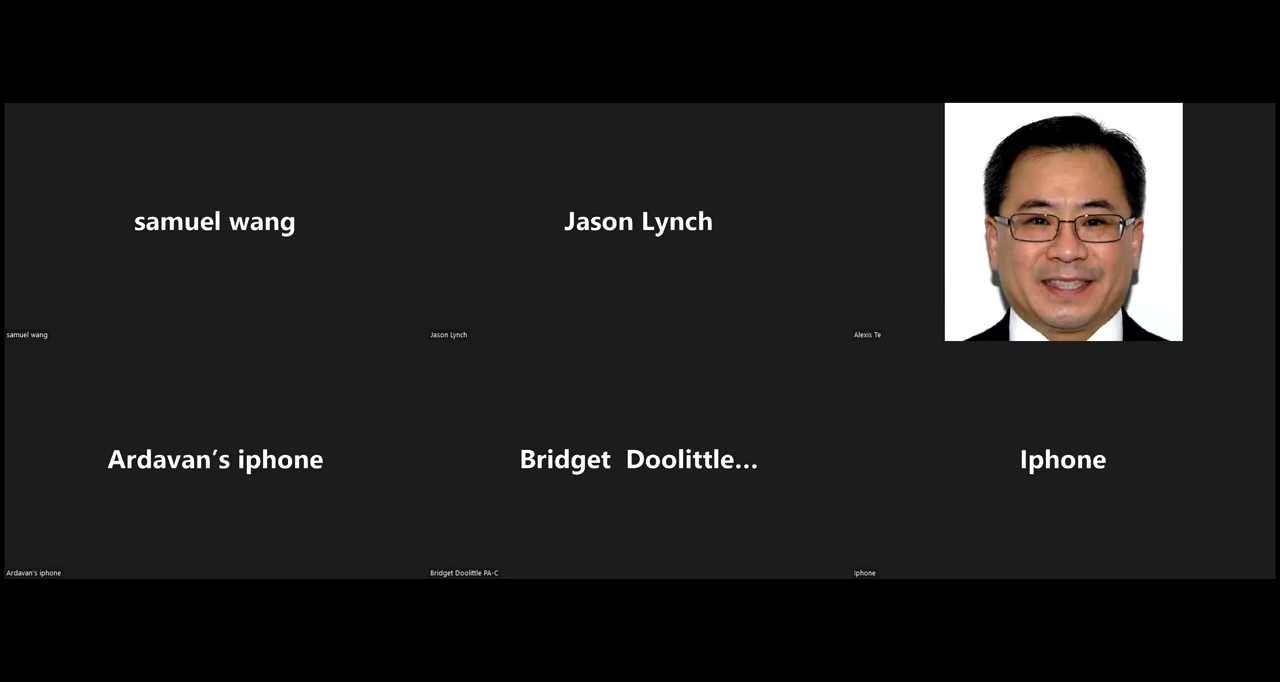 samuel wang
Jason Lynch
samuel wang
Jason Lynch
Alexis Te
Ardavan’s iphone
Bridget  Doolittle...
Iphone
Ardavan's iphone
Bridget Doolittle PA-C
Iphone